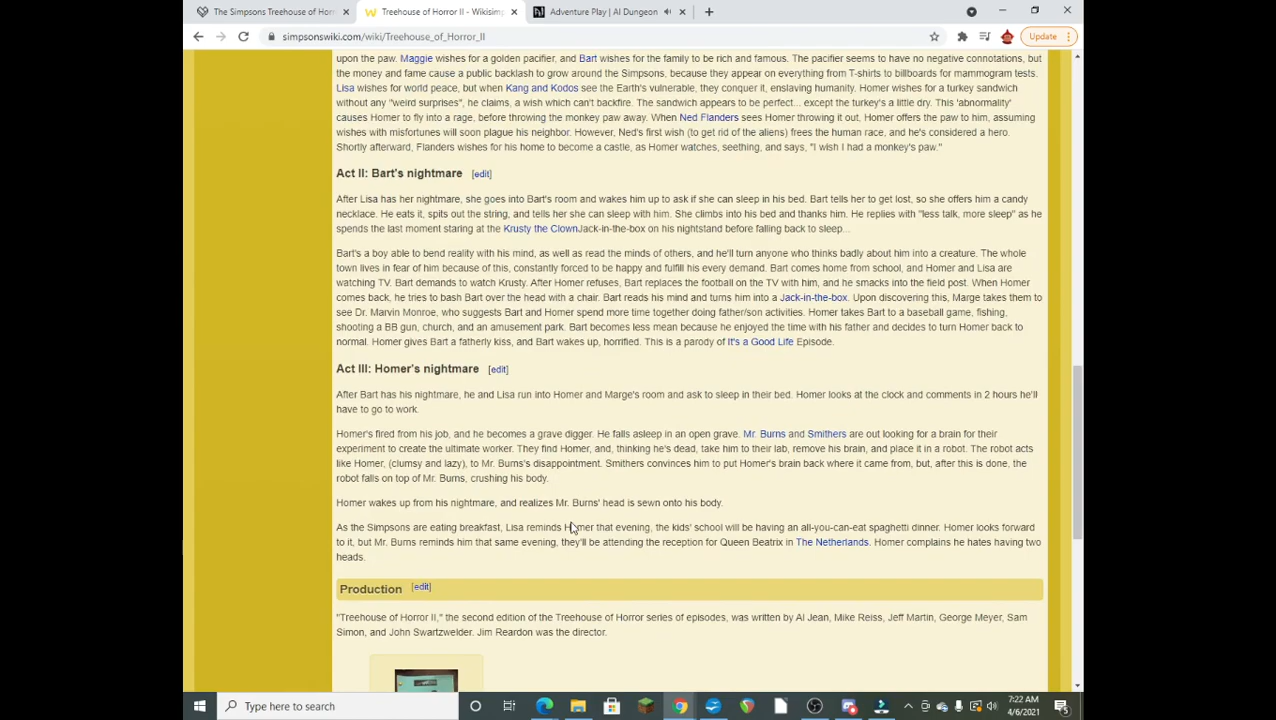 The Simpsons Treehouse of Hor
Treehouse of Horror II - Wikisim
Adventure Play | AI Dungeon
simpsonswiki.com/wiki/Treehouse_of_Horror_II
Update
upon the paw. Maggie wishes for a golden pacifier, and Bart wishes for the family to be rich and famous. The pacifier seems to have no negative connotations, but
the money and fame cause a public backlash to grow around the Simpsons, because they appear on everything from T-shirts to billboards for mammogram tests.
Lisa wishes for world peace, but when Kang and Kodos see the Earth's vulnerable, they conquer it, enslaving humanity. Homer wishes for a turkey sandwich
without any "weird surprises", he claims, a wish which can't backfire. The sandwich appears to be perfect... except the turkey's a little dry. This 'abnormality'
causes Homer to fly into a rage, before throwing the monkey paw away. When Ned Flanders sees Homer throwing it out. Homer offers the paw to him, assuming
wishes with misfortunes will soon plague his neighbor. However, Ned's first wish (to get rid of the aliens) frees the human race, and he's considered a hero.
Shortly afterward, Flanders wishes for his home to become a castle, as Homer watches, seething, and says, "I wish I had a monkey's paw."
Act II: Bart's nightmare [edit]
After Lisa has her nightmare, she goes into Bart's room and wakes him up to ask if she can sleep in his bed. Bart tells her to get lost, so she offers him a candy
necklace. He eats it, spits out the string, and tells her she can sleep with him. She climbs into his bed and thanks him. He replies with "less talk, more sleep" as he
spends the last moment staring at the Krusty the ClownJack-in-the-box on his nightstand before falling back to sleep...
Bart's a boy able to bend reality with his mind, as well as read the minds of others, and he'll turn anyone who thinks badly about him into a creature. The whole
town lives in fear of him because of this, constantly forced to be happy and fulfill his every demand. Bart comes home from school, and Homer and Lisa are
watching TV. Bart demands to watch Krusty. After Homer refuses, Bart replaces the football on the TV with him, and he smacks into the field post. When Homer
comes back, he tries to bash Bart over the head with a chair. Bart reads his mind and turns him into a Jack-in-the-box. Upon discovering this, Marge takes them to
see Dr. Marvin Monroe, who suggests Bart and Homer spend more time together doing father/son activities. Homer takes Bart to a baseball game, fishing,
shooting a BB gun, church, and an amusement park. Bart becomes less mean because he enjoyed the time with his father and decides to turn Homer back to
normal. Homer gives Bart a fatherly kiss, and Bart wakes up, horrified. This is a parody of It's a Good Life Episode.
Act III: Homer's nightmare [edit]
After Bart has his nightmare, he and Lisa run into Homer and Marge's room and ask to sleep in their bed. Homer looks at the clock and comments in 2 hours he'll
have to go to work.
Homer's fired from his job, and he becomes a grave digger. He falls asleep in an open grave. Mr. Burns and Smithers are out looking for a brain for their
experiment to create the ultimate worker. They find Homer, and, thinking he's dead, take him to their lab, remove his brain, and place it in a robot. The robot acts
like Homer, (clumsy and lazy), to Mr. Burns's disappointment. Smithers convinces him to put Homer's brain back where it came from, but, after this is done, the
robot falls on top of Mr. Burns, crushing his body.
Homer wakes up from his nightmare, and realizes Mr. Burns' head is sewn onto his body.
As the Simpsons are eating breakfast, Lisa reminds Homer that evening, the kids' school will be having an all-you-can-eat spaghetti dinner. Homer looks forward
to it, but Mr. Burns reminds him that same evening, they'll be attending the reception for Queen Beatrix in The Netherlands. Homer complains he hates having two
heads.
Production [edit]
"Treehouse of Horror II," the second edition of the Treehouse of Horror series of episodes, was written by Al Jean, Mike Reiss, Jeff Martin, George Meyer, Sam
Simon, and John Swartzwelder. Jim Reardon was the director.
Type here to search
7:22 AM
4/6/2021
5